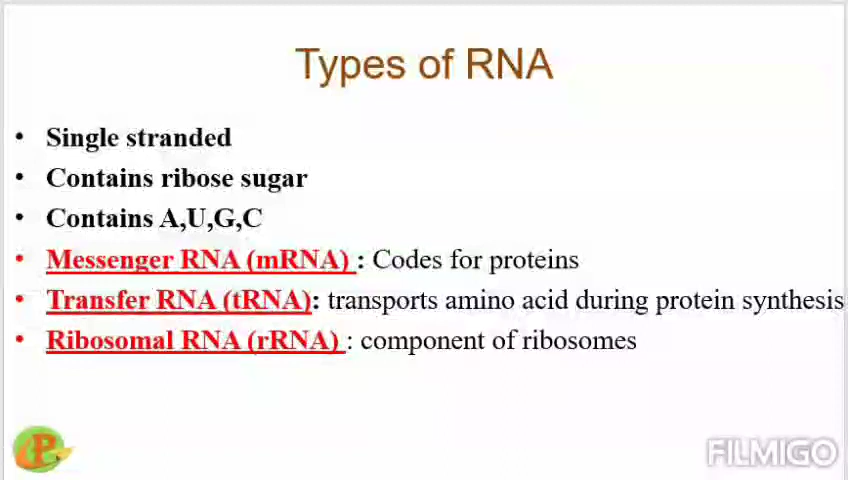 Types of RNA
• Single stranded
• Contains ribose sugar
• Contains A,U,G,C
• Messenger RNA (mRNA) : Codes for proteins
• Transfer RNA (tRNA): transports amino acid during protein synthesis
• Ribosomal RNA (rRNA) : component of ribosomes
P
FILMIGO